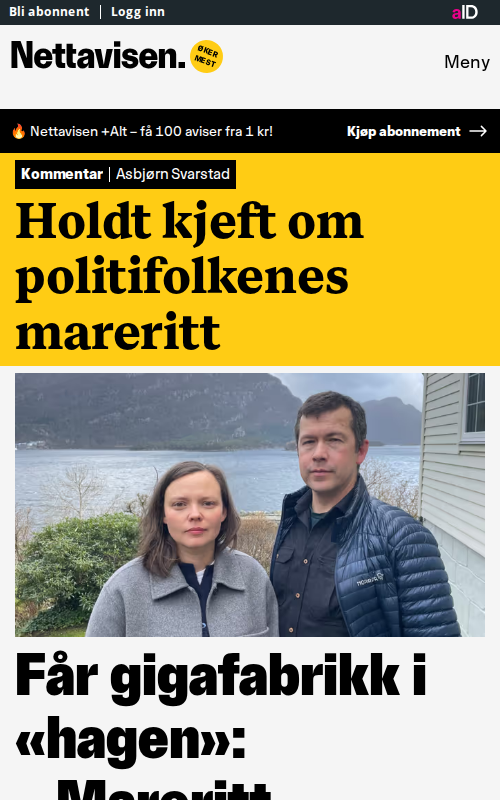 Bli abonnent | Logg inn
aID
Nettavisen.
ØKER
MEST
Meny
🔥 Nettavisen +Alt – få 100 aviser fra 1 kr!
Kjøp abonnement →
Kommentar | Asbjørn Svarstad
Holdt kjeft om
politifolkenes
mareritt
Får gigafabrikk i
«hagen»:
– Mareritt